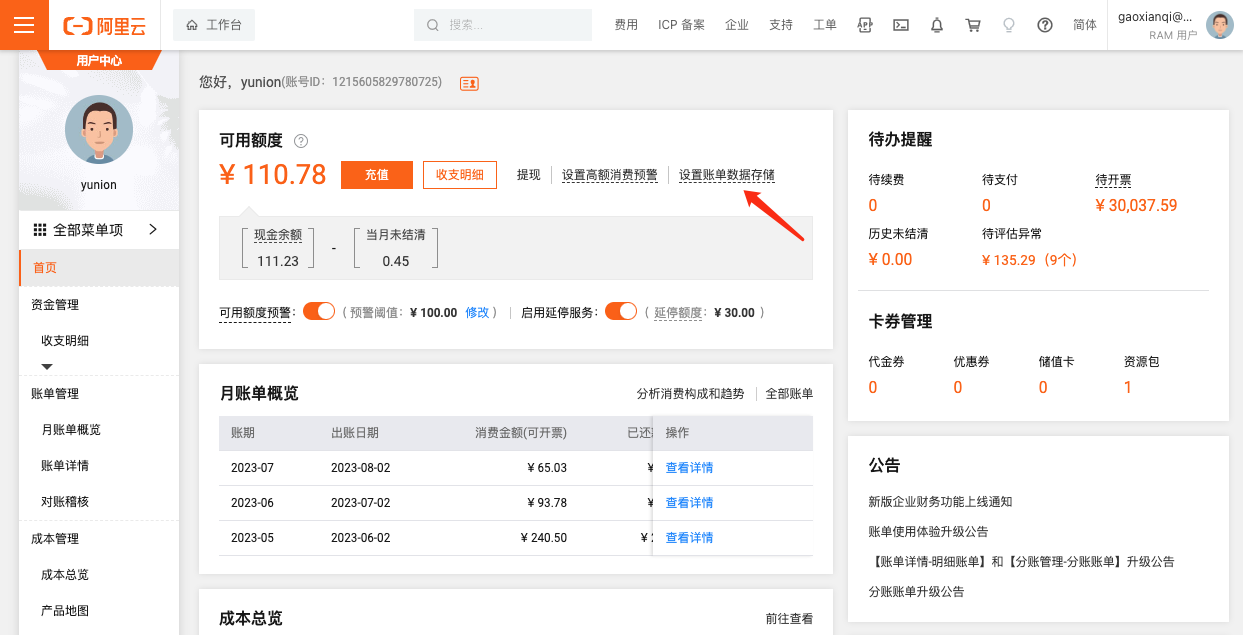 阿里云
工作台
搜索...
费用
ICP 备案
企业
支持
工单
APP
简体
gaoxianqi@...
RAM 用户
用户中心
yunion
全部菜单项
首页
资金管理
收支明细
账单管理
月账单概览
账单详情
对账稽核
成本管理
成本总览
产品地图
您好，yunion(账号ID：1215605829780725)
可用额度
¥ 110.78
充值
收支明细
提现
设置高额消费预警
设置账单数据存储
现金余额
111.23
-
当月未结清
0.45
可用额度预警:
( 预警阈值: ¥ 100.00 修改 )
启用延停服务:
( 延停额度: ¥ 30.00 )
月账单概览
分析消费构成和趋势
全部账单
账期 出账日期 消费金额(可开票) 已还 操作
2023-07 2023-08-02 ¥ 65.03 ¥ 查看详情
2023-06 2023-07-02 ¥ 93.78 ¥ 查看详情
2023-05 2023-06-02 ¥ 240.50 ¥ 查看详情
成本总览
前往查看
待办提醒
待续费 待支付 待开票
0 0 ¥ 30,037.59
历史未结清 待评估异常
¥ 0.00 ¥ 135.29（9个）
卡券管理
代金券 优惠券 储值卡 资源包
0 0 0 1
公告
新版企业财务功能上线通知
账单使用体验升级公告
【账单详情-明细账单】和【分账管理-分账账单】升级公告
分账账单升级公告